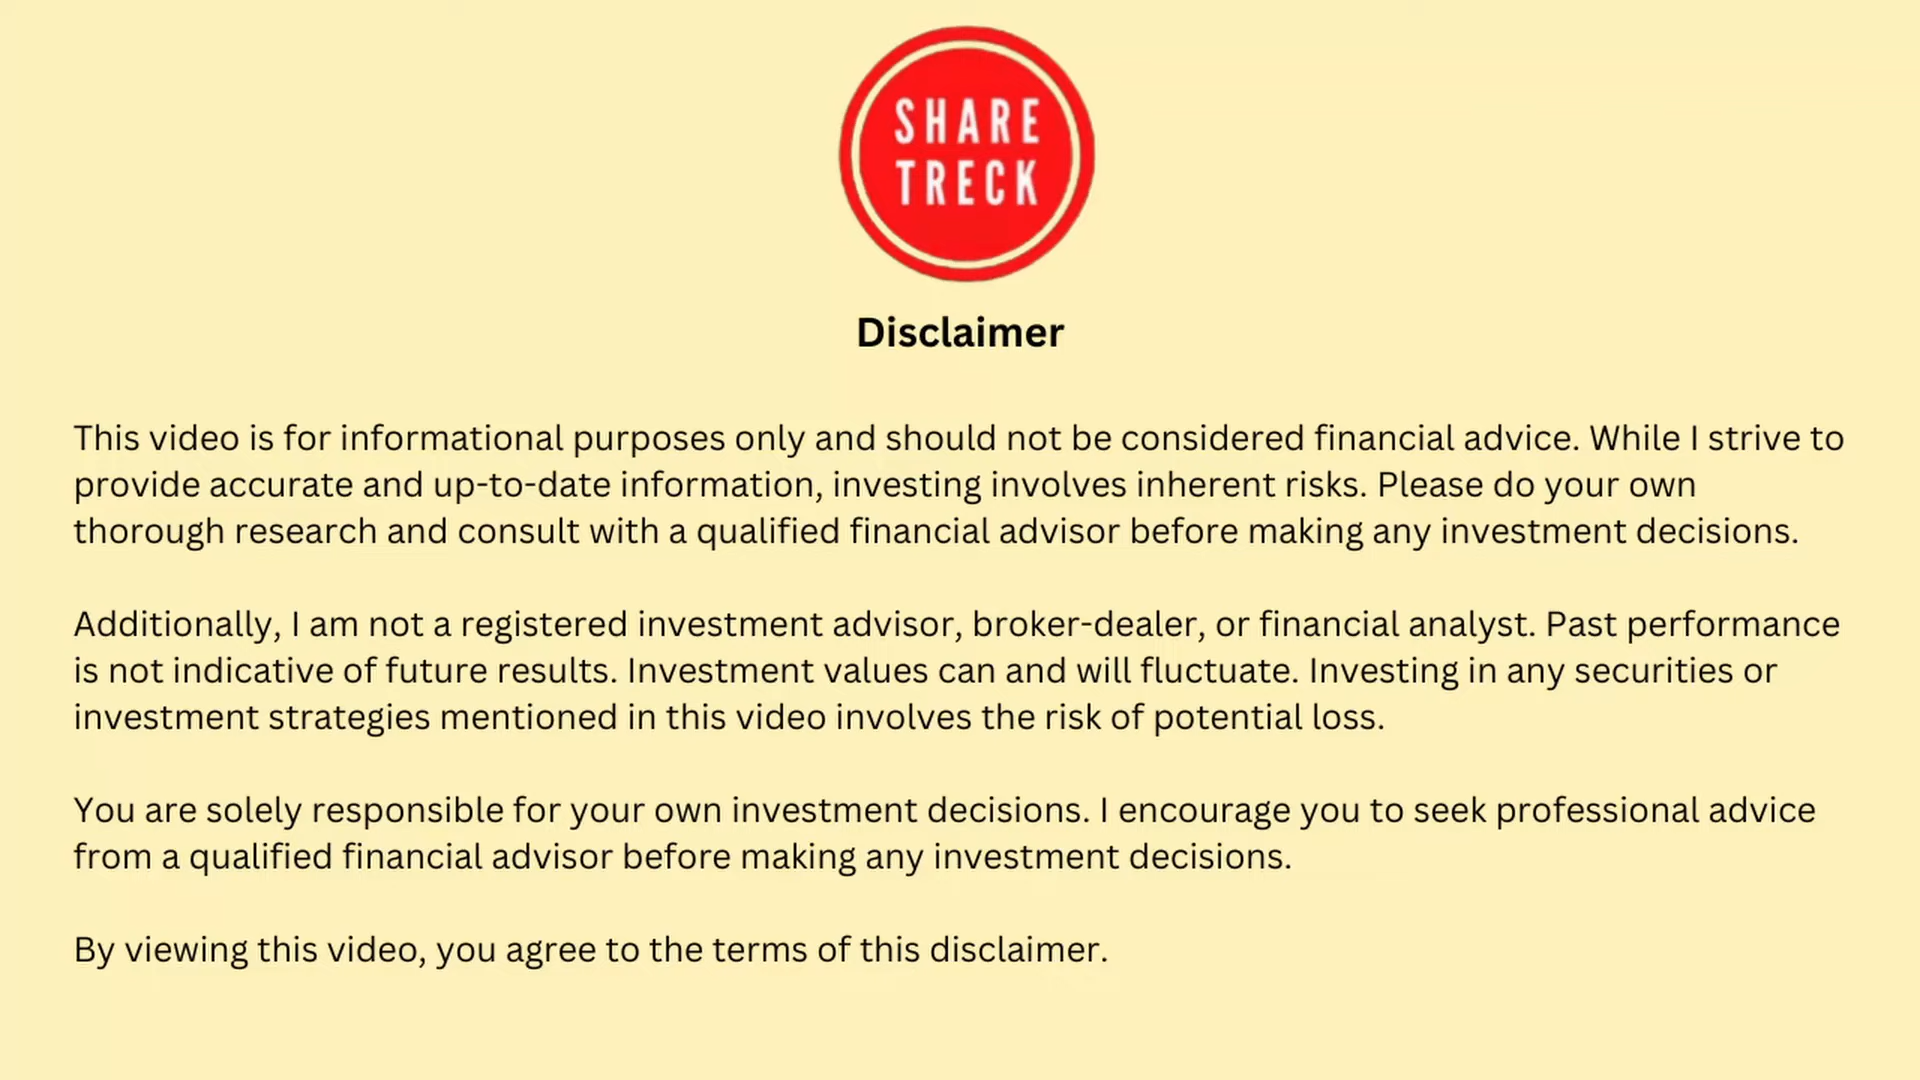 SHARE
TRECK
Disclaimer
This video is for informational purposes only and should not be considered financial advice. While I strive to
provide accurate and up-to-date information, investing involves inherent risks. Please do your own
thorough research and consult with a qualified financial advisor before making any investment decisions.
Additionally, I am not a registered investment advisor, broker-dealer, or financial analyst. Past performance
is not indicative of future results. Investment values can and will fluctuate. Investing in any securities or
investment strategies mentioned in this video involves the risk of potential loss.
You are solely responsible for your own investment decisions. I encourage you to seek professional advice
from a qualified financial advisor before making any investment decisions.
By viewing this video, you agree to the terms of this disclaimer.